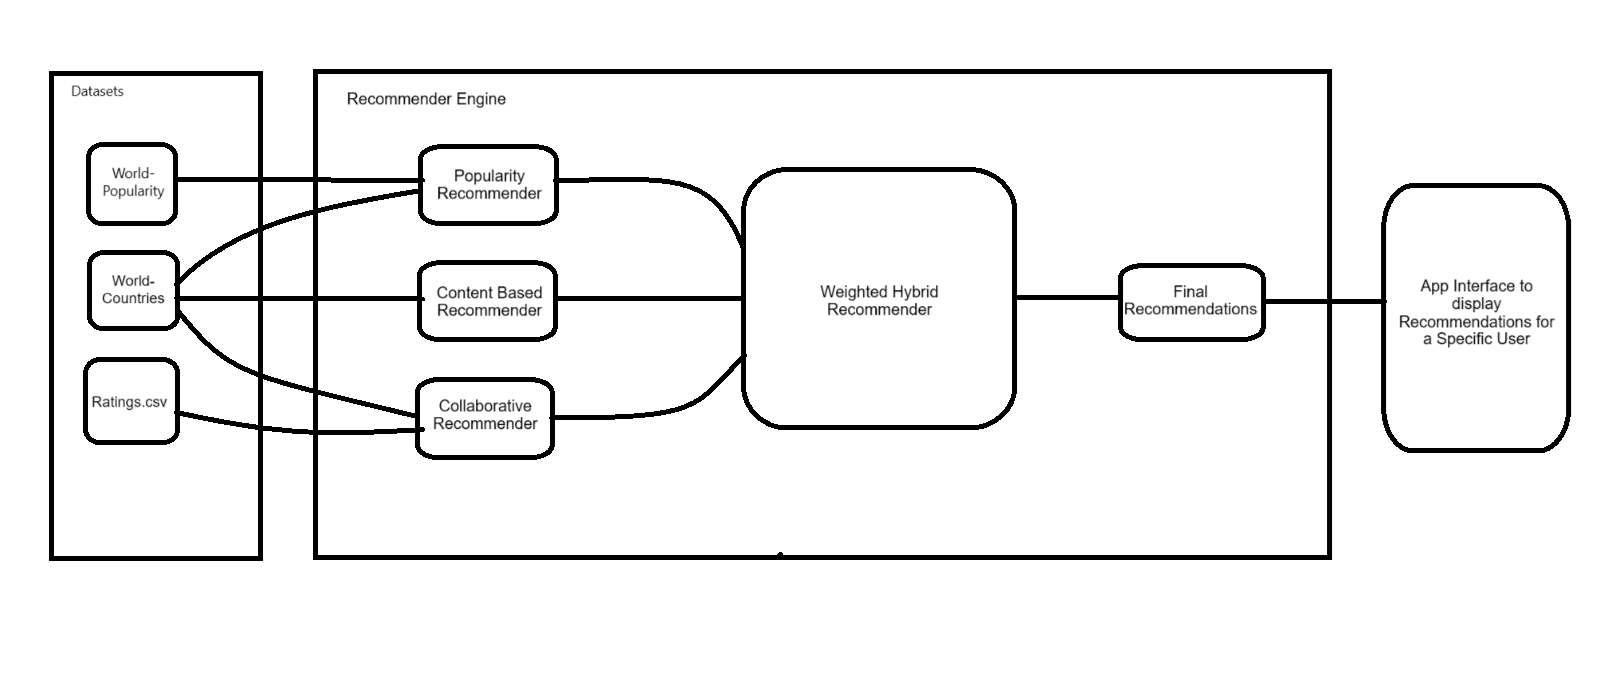 Datasets
World-
Popularity
World-
Countries
Ratings.csv
Recommender Engine
Popularity
Recommender
Content Based
Recommender
Collaborative
Recommender
Weighted Hybrid
Recommender
Final
Recommendations
App Interface to
display
Recommendations for
a Specific User